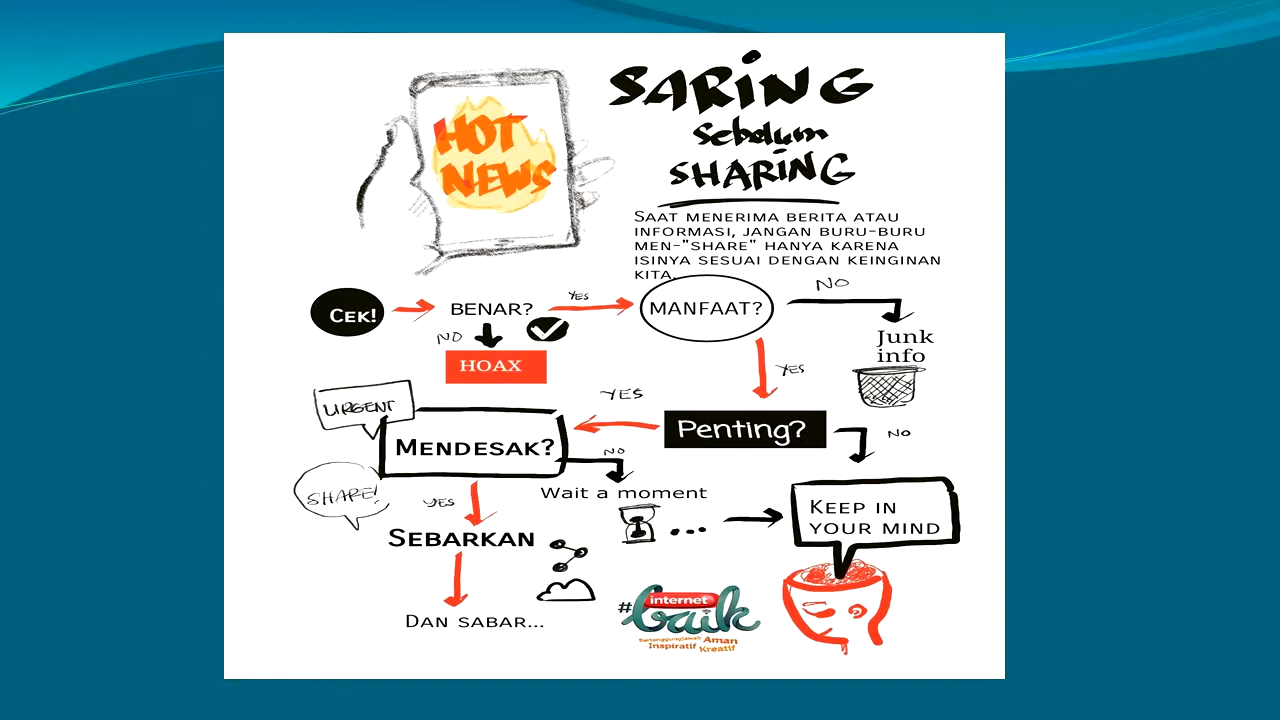 HOT
NEWS
SARING
Sebelum
SHARING
SAAT MENERIMA BERITA ATAU
INFORMASI, JANGAN BURU-BURU
MEN-"SHARE" HANYA KARENA
ISINYA SESUAI DENGAN KEINGINAN
KITA.
CEK!
BENAR?
YES
MANFAAT?
NO
NO
HOAX
Junk
info
YES
YES
Penting?
NO
URGENT
MENDESAK?
NO
Wait a moment
...
KEEP IN
YOUR MIND
SHARE!
YES
SEBARKAN
DAN SABAR...
#internet
baik
Bertanggungjawab Aman
Inspiratif Kreatif